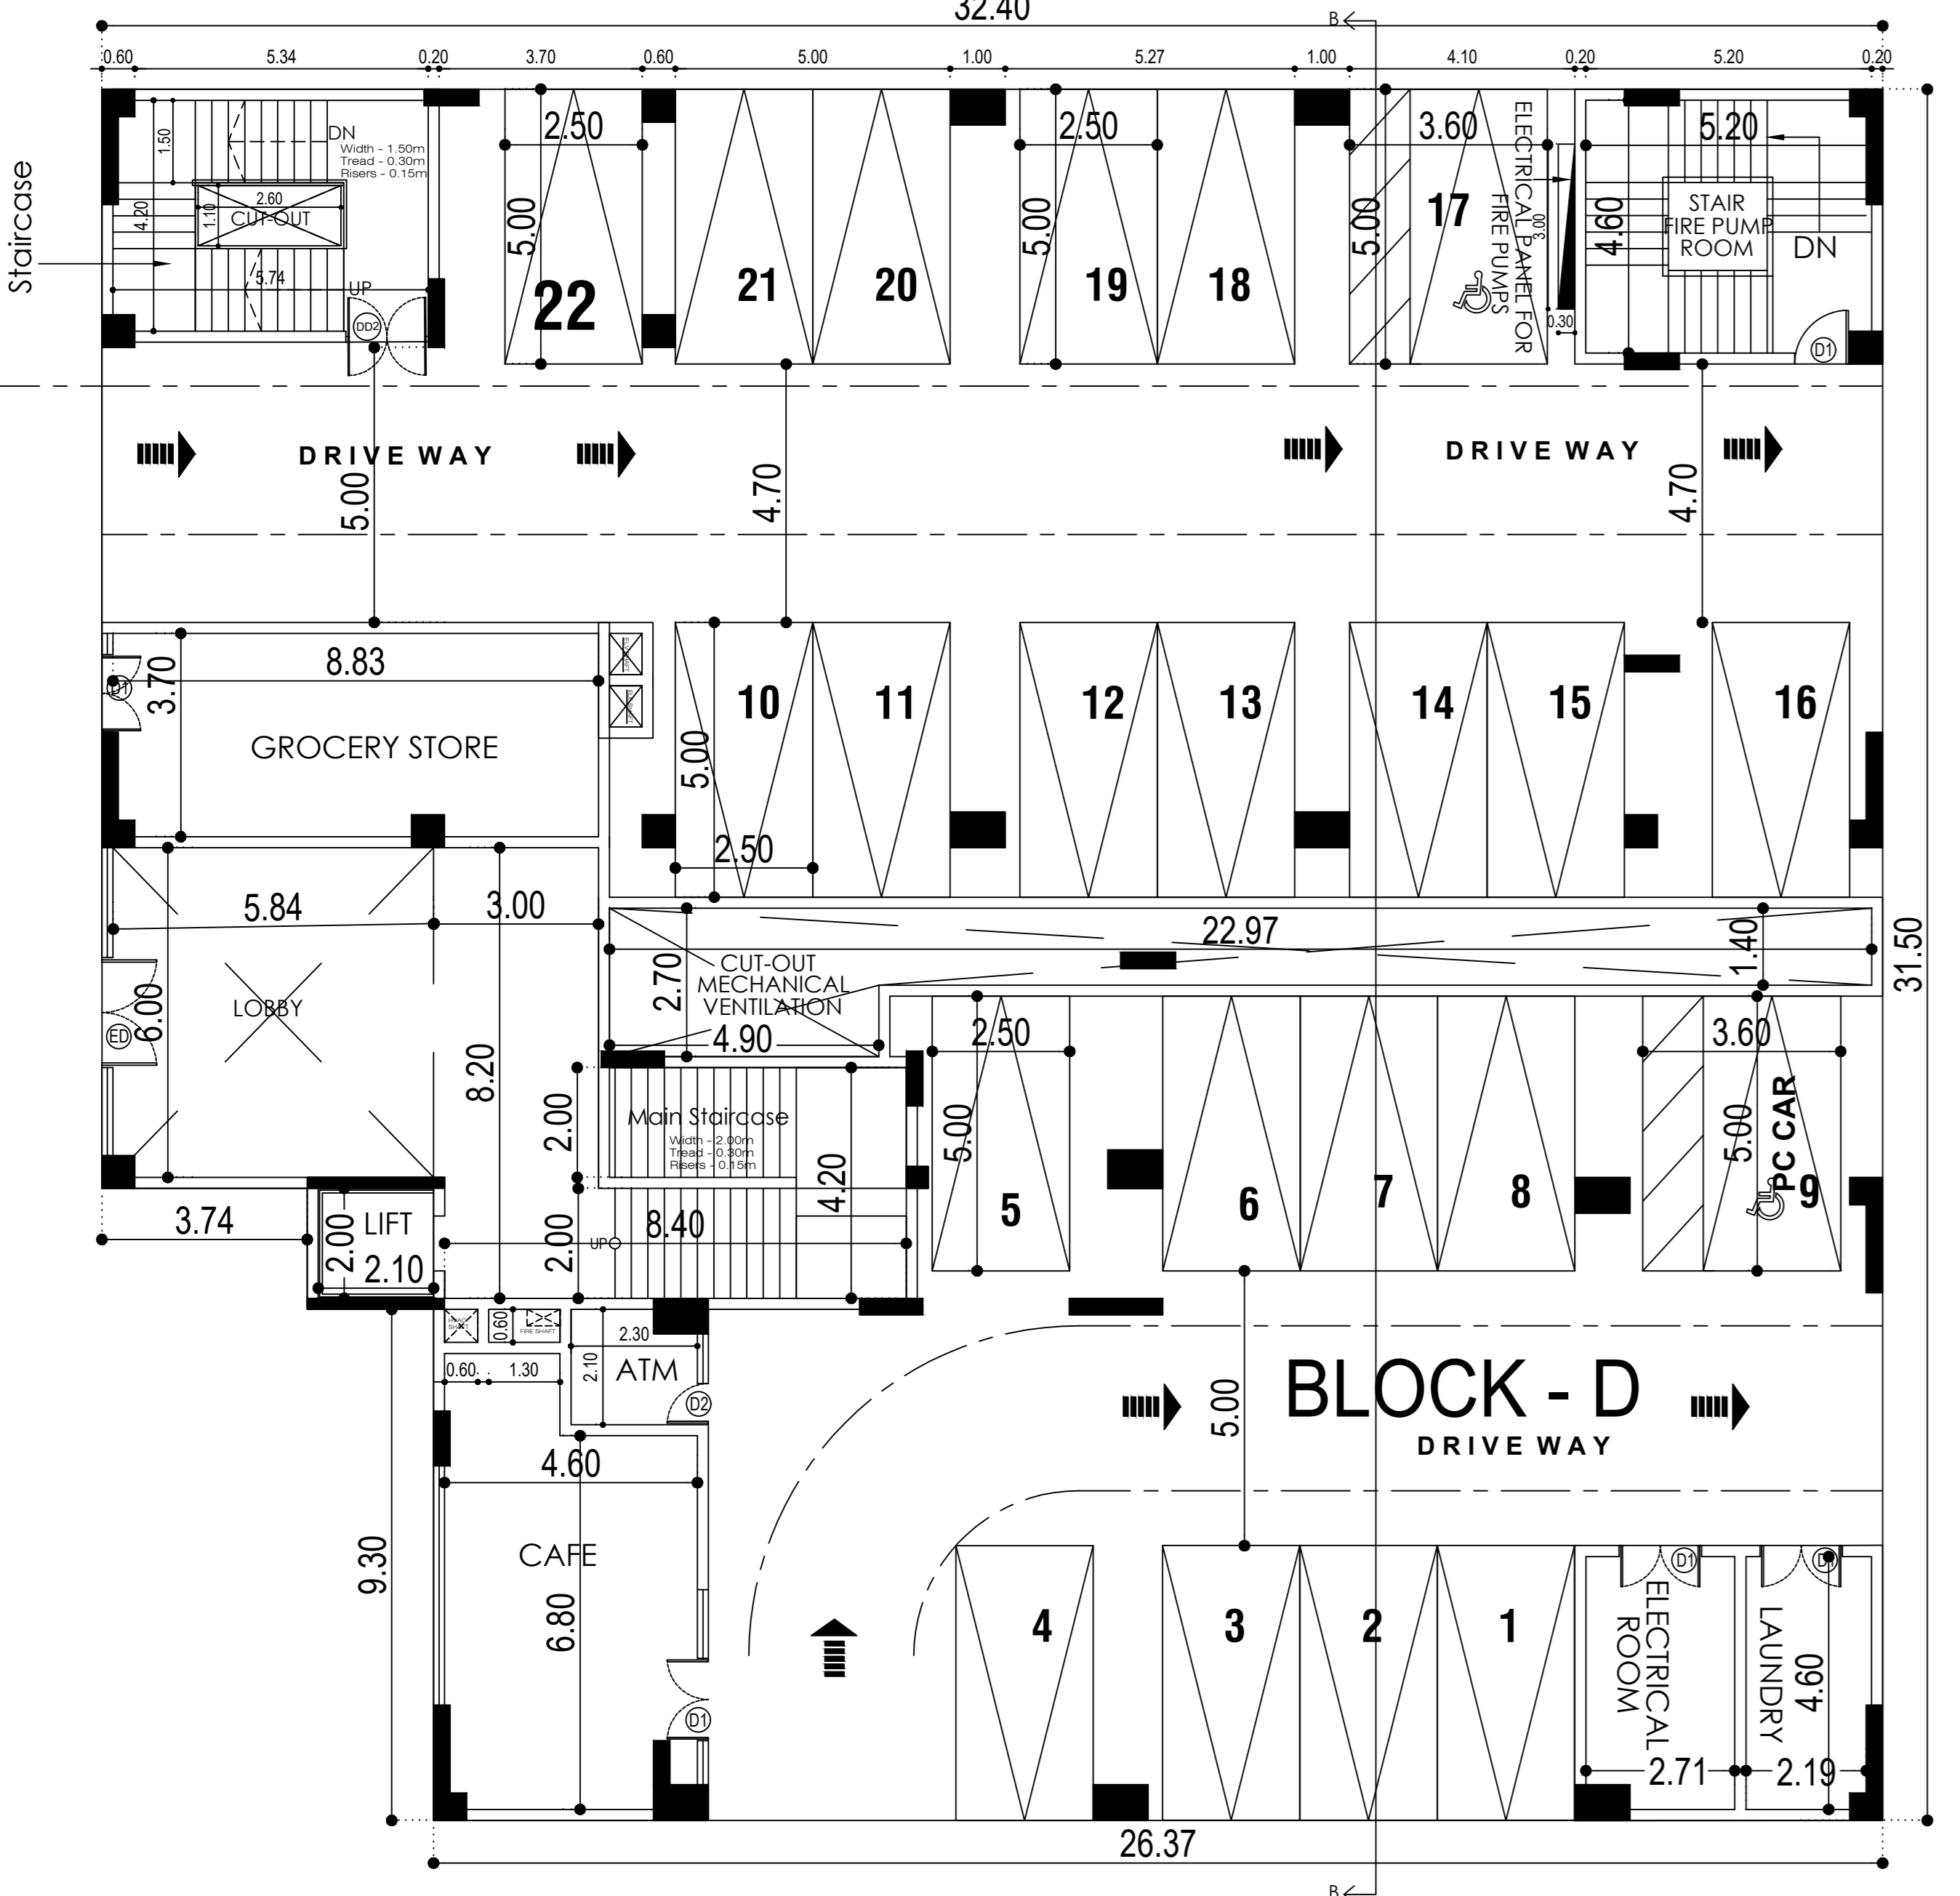 32.40
B
0.60 5.34 0.20 3.70 0.60 5.00 1.00 5.27 1.00 4.10 0.20 5.20 0.20
Staircase
1.50
DN
Width - 1.50m
Tread - 0.30m
Risers - 0.15m
4.20
1.10
2.60
CUT-OUT
5.74
UP
DD2
2.50
5.00
22
21
20
2.50
5.00
19
18
3.60
5.00
17
ELECTRICAL PANEL FOR
FIRE PUMPS
3.00
0.30
5.20
4.60
STAIR
FIRE PUMP
ROOM
DN
D1
DRIVE WAY
5.00
4.70
DRIVE WAY
4.70
D1
3.70
8.83
GROCERY STORE
10
11
12
13
14
15
16
5.00
2.50
5.84
3.00
6.00
LOBBY
ED
8.20
22.97
1.40
31.50
2.70
CUT-OUT
MECHANICAL
VENTILATION
4.90
2.00
Main Staircase
Width - 2.00m
Tread - 0.30m
Risers - 0.15m
4.20
2.00
UP
8.40
2.50
5.00
5
6
7
8
3.60
5.00
PC CAR
9
3.74
2.00
LIFT
2.10
HVAC
SHAFT
0.60
FIRE SHAFT
0.60
1.30
2.30
2.10
ATM
D2
4.60
CAFE
6.80
9.30
D1
5.00
BLOCK - D
DRIVE WAY
4
3
2
1
D1
ELECTRICAL
ROOM
2.71
D1
LAUNDRY
4.69
2.19
26.37
B